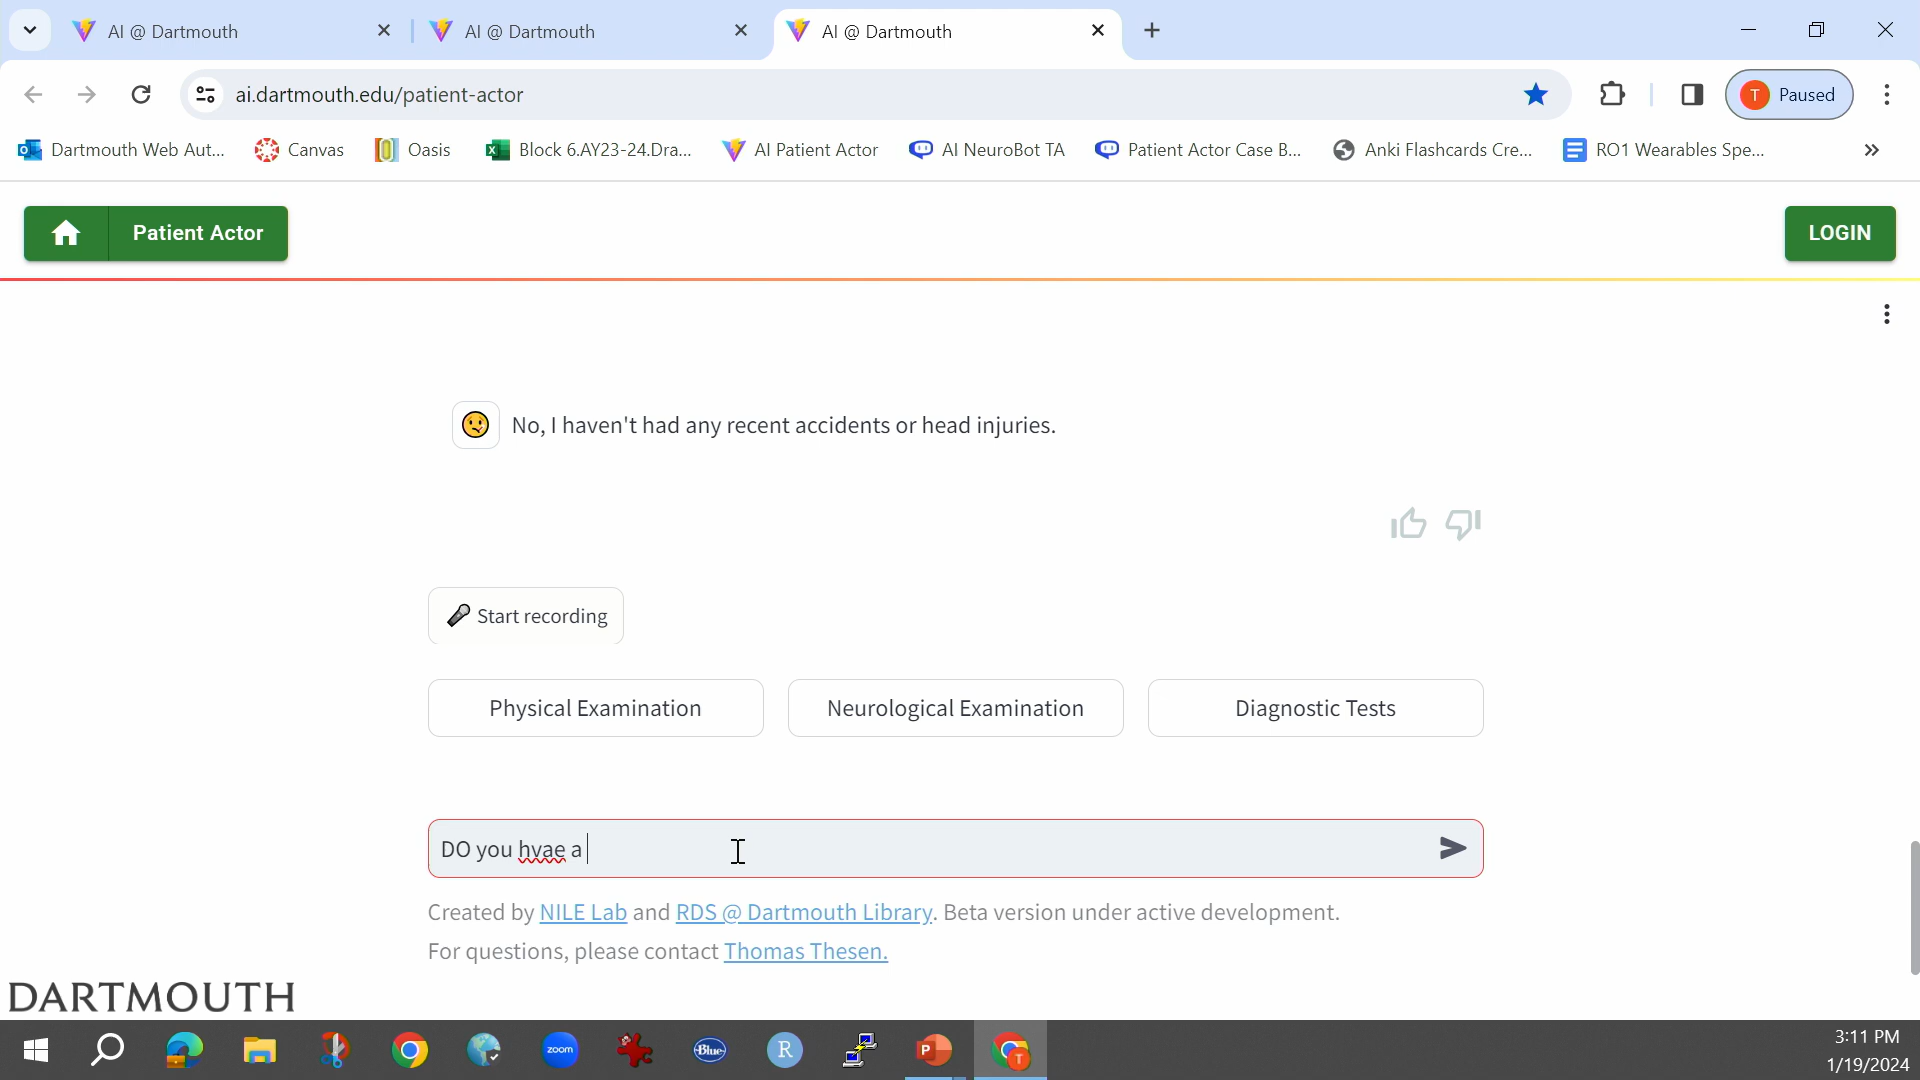 AI @ Dartmouth
AI @ Dartmouth
AI @ Dartmouth
ai.dartmouth.edu/patient-actor
T Paused
Dartmouth Web Aut...
Canvas
Oasis
Block 6.AY23-24.Dra...
AI Patient Actor
AI NeuroBot TA
Patient Actor Case B...
Anki Flashcards Cre...
RO1 Wearables Spe...
Patient Actor
LOGIN
No, I haven't had any recent accidents or head injuries.
Start recording
Physical Examination
Neurological Examination
Diagnostic Tests
DO you hvae a
Created by NILE Lab and RDS @ Dartmouth Library. Beta version under active development.
For questions, please contact Thomas Thesen.
DARTMOUTH
zoom
Blue
R
P
T
3:11 PM
1/19/2024